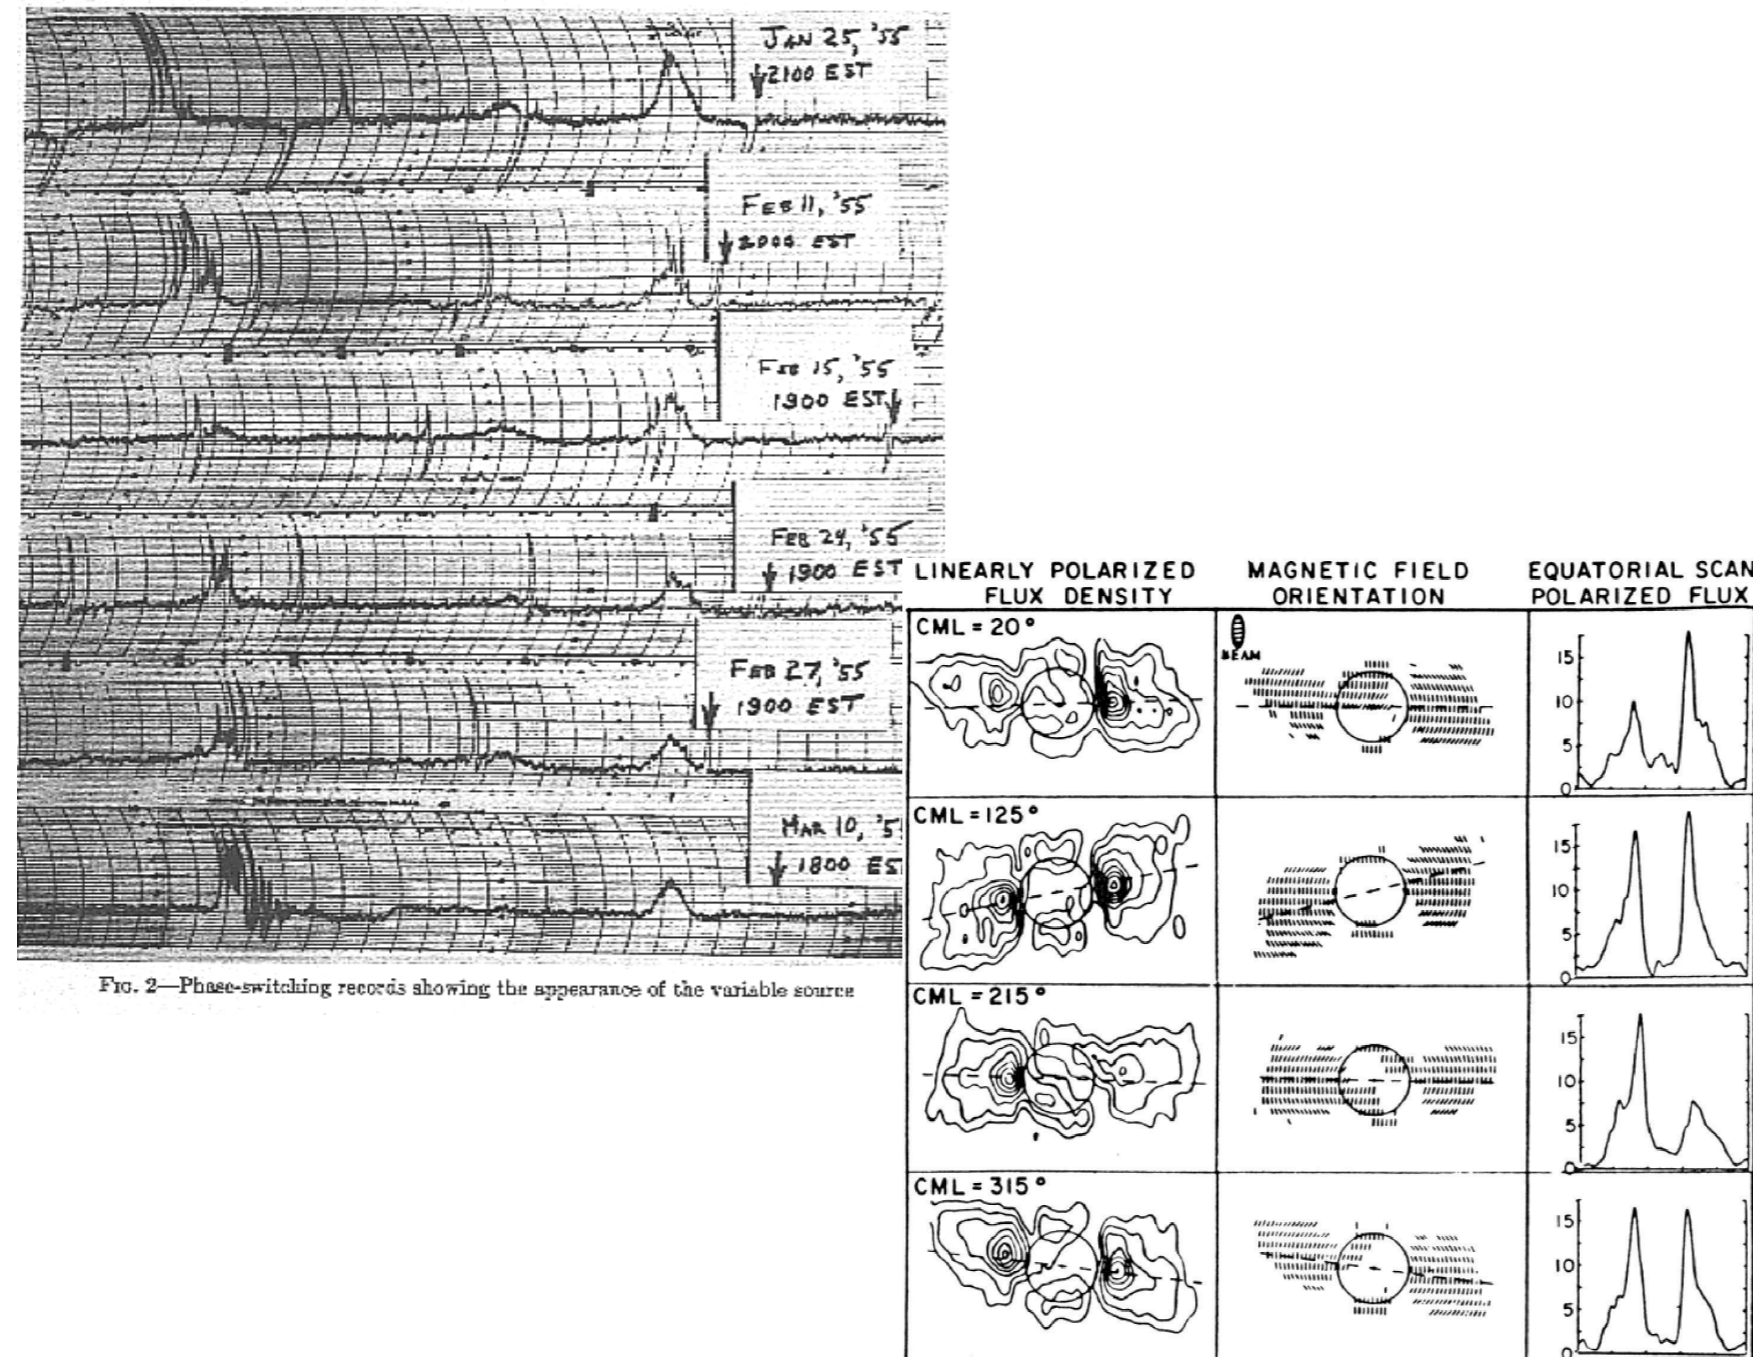 JAN 25, '55
2100 EST
FEB 11, '55
2000 EST
FEB 15, '55
1900 EST
FEB 24, '55
1900 EST
FEB 27, '55
1900 EST
MAR 10, '5
1800 ES
FIG. 2—Phase-switching records showing the appearance of the variable source
LINEARLY POLARIZED
FLUX DENSITY
MAGNETIC FIELD
ORIENTATION
EQUATORIAL SCAN
POLARIZED FLUX
CML = 20°
BEAM
15
10
5
0
CML = 125°
15
10
5
0
CML = 215°
15
10
5
0
CML = 315°
15
10
5
0